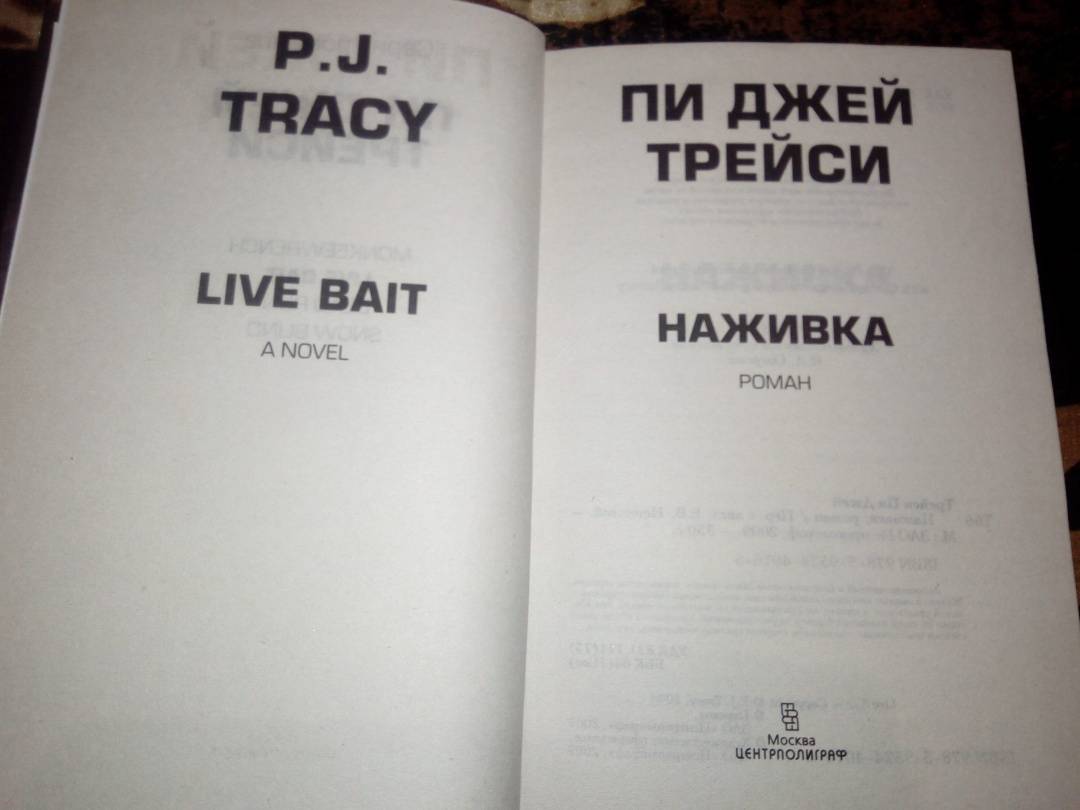 P.J.
TRACY
LIVE BAIT
A NOVEL
ПИ ДЖЕЙ
ТРЕЙСИ
НАЖИВКА
РОМАН
Москва
ЦЕНТРПОЛИГРАФ